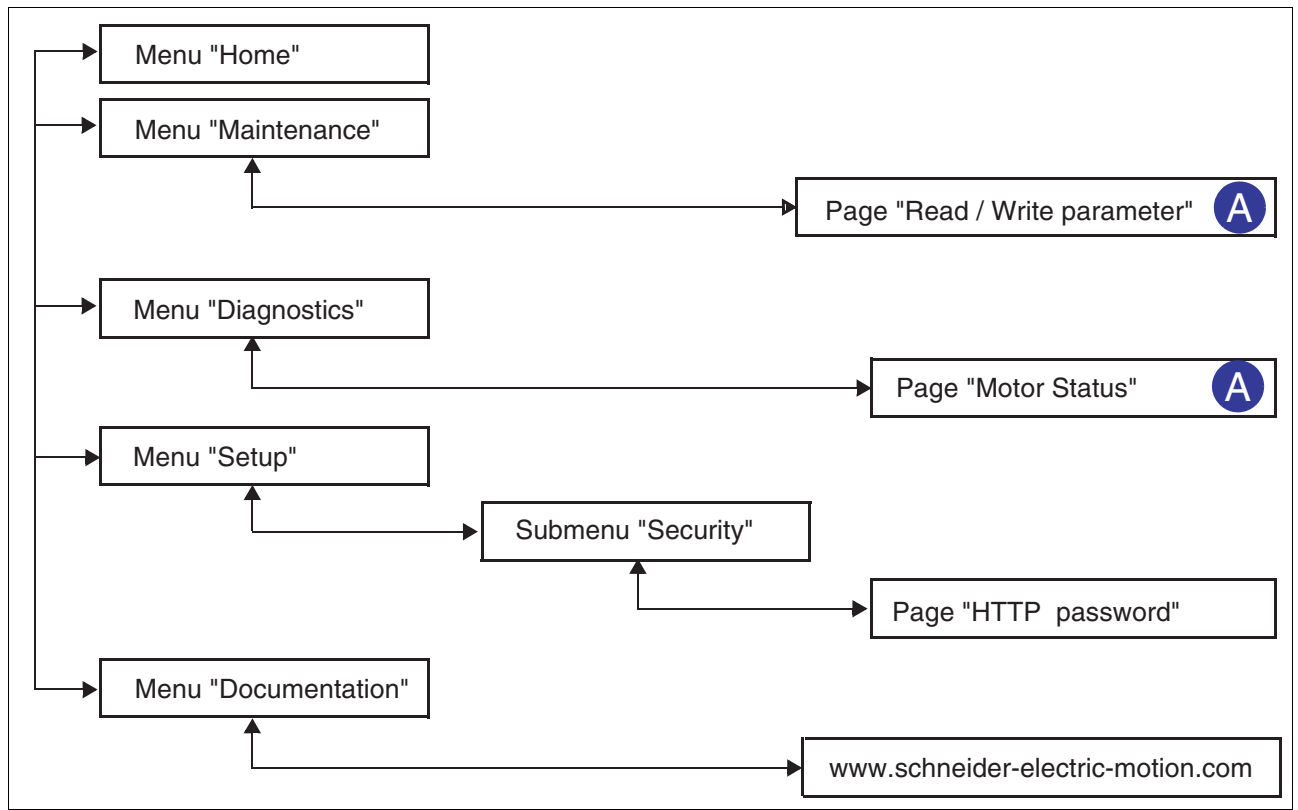 Menu "Home"
Menu "Maintenance"
Page "Read / Write parameter" A
Menu "Diagnostics"
Page "Motor Status" A
Menu "Setup"
Submenu "Security"
Page "HTTP  password"
Menu "Documentation"
www.schneider-electric-motion.com